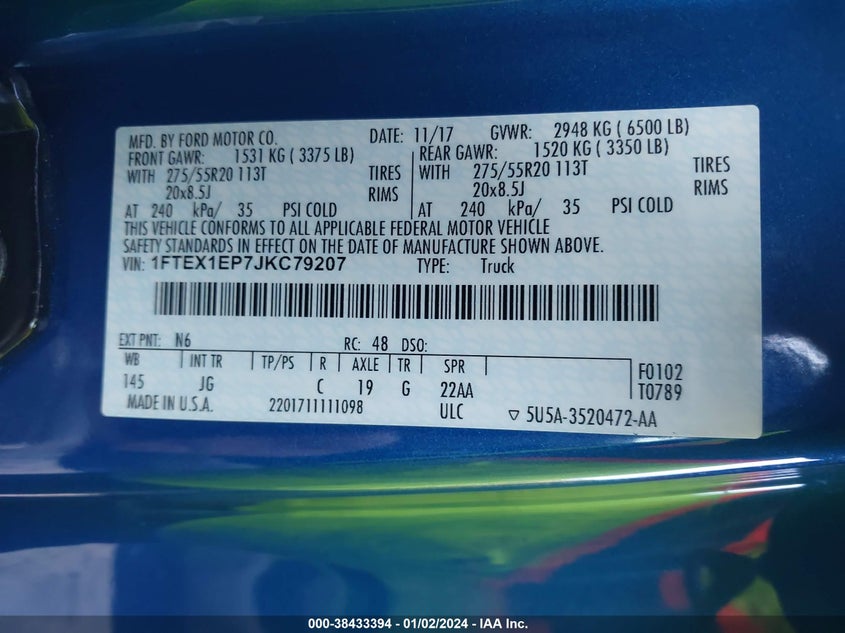 MFD. BY FORD MOTOR CO. DATE: 11/17 GVWR: 2948 KG ( 6500 LB)
FRONT GAWR: 1531 KG ( 3375 LB) REAR GAWR: 1520 KG ( 3350 LB)
WITH 275/55R20 113T TIRES WITH 275/55R20 113T TIRES
20x8.5J RIMS 20x8.5J RIMS
AT 240 kPa/ 35 PSI COLD AT 240 kPa/ 35 PSI COLD
THIS VEHICLE CONFORMS TO ALL APPLICABLE FEDERAL MOTOR VEHICLE
SAFETY STANDARDS IN EFFECT ON THE DATE OF MANUFACTURE SHOWN ABOVE.
VIN: 1FTEX1EP7JKC79207 TYPE: Truck
EXT PNT: N6 RC: 48 DSO:
WB INT TR TP/PS R AXLE TR SPR F0102
145 JG C 19 G 22AA T0789
MADE IN U.S.A. 2201711111098 ULC ▽ 5U5A-3520472-AA
000-38433394 - 01/02/2024 - IAA Inc.